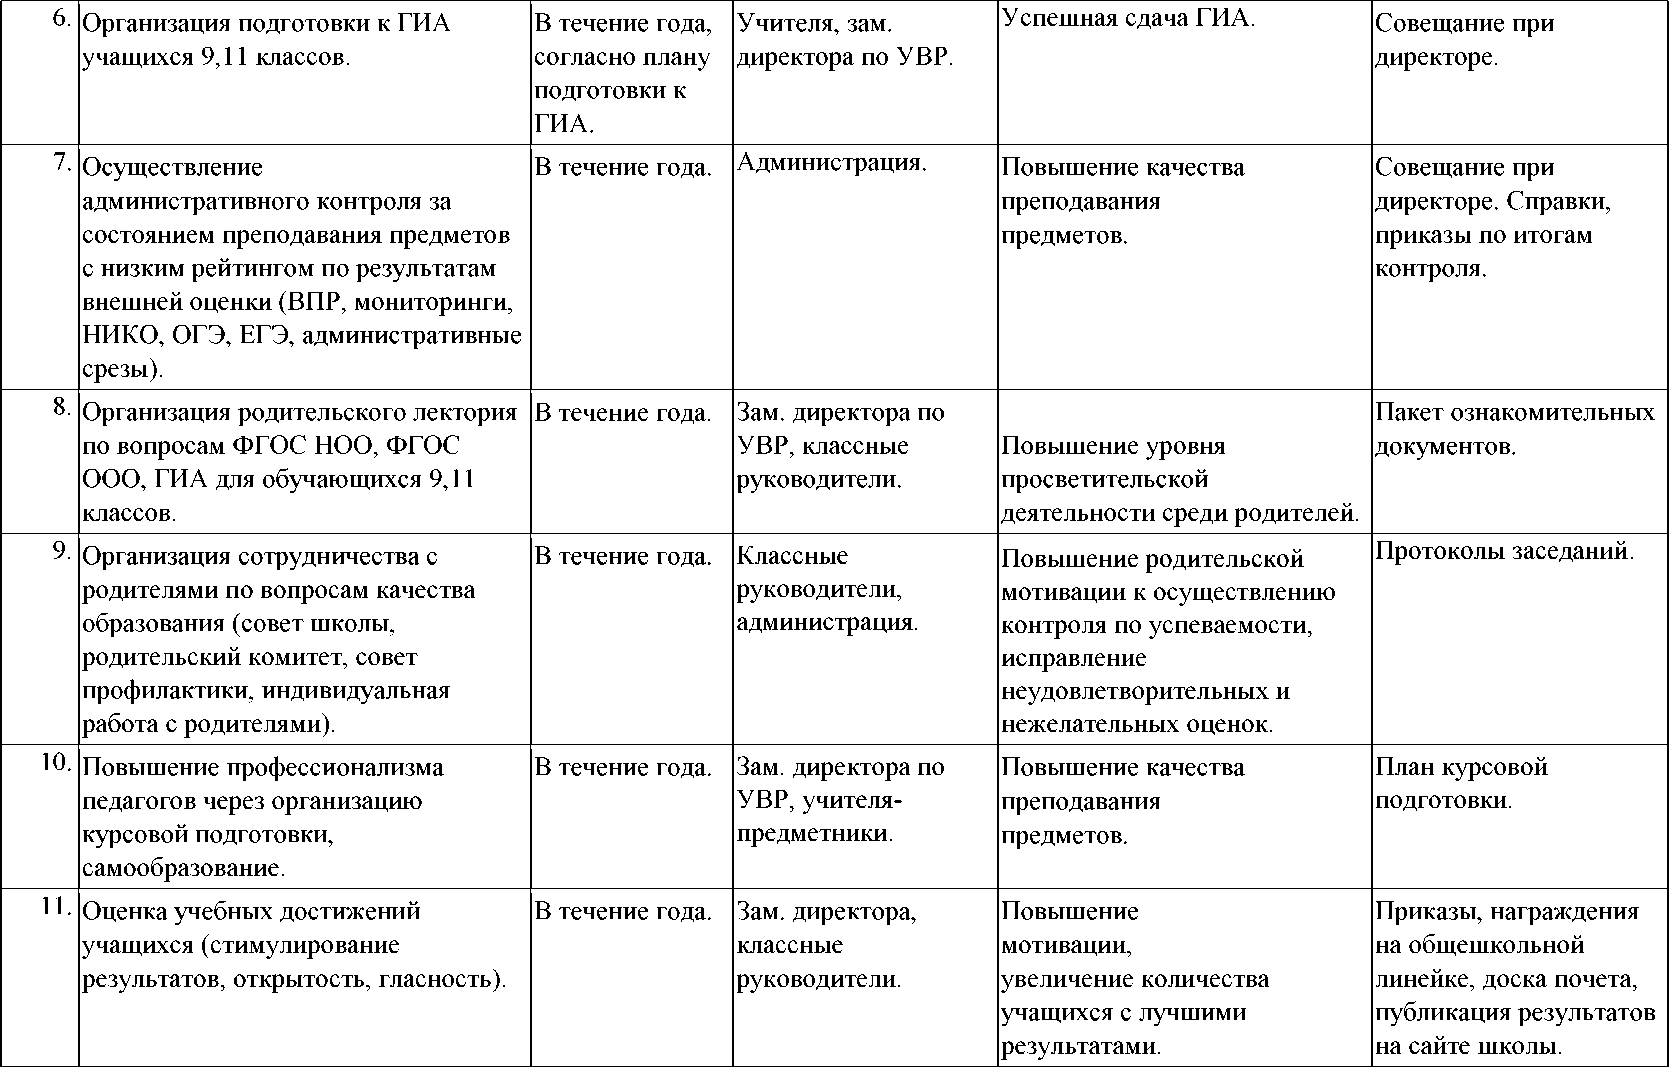 6.
Организация подготовки к ГИА
учащихся 9,11 классов.
В течение года,
согласно плану
подготовки к
ГИА.
Учителя, зам.
директора по УВР.
Успешная сдача ГИА.
Совещание при
директоре.
7.
Осуществление
административного контроля за
состоянием преподавания предметов
с низким рейтингом по результатам
внешней оценки (ВПР, мониторинги,
НИКО, ОГЭ, ЕГЭ, административные
срезы).
В течение года.
Администрация.
Повышение качества
преподавания
предметов.
Совещание при
директоре. Справки,
приказы по итогам
контроля.
8.
Организация родительского лектория
по вопросам ФГОС НОО, ФГОС
ООО, ГИА для обучающихся 9,11
классов.
В течение года.
Зам. директора по
УВР, классные
руководители.
Повышение уровня
просветительской
деятельности среди родителей.
Пакет ознакомительных
документов.
9.
Организация сотрудничества с
родителями по вопросам качества
образования (совет школы,
родительский комитет, совет
профилактики, индивидуальная
работа с родителями).
В течение года.
Классные
руководители,
администрация.
Повышение родительской
мотивации к осуществлению
контроля по успеваемости,
исправление
неудовлетворительных и
нежелательных оценок.
Протоколы заседаний.
10.
Повышение профессионализма
педагогов через организацию
курсовой подготовки,
самообразование.
В течение года.
Зам. директора по
УВР, учителя-
предметники.
Повышение качества
преподавания
предметов.
План курсовой
подготовки.
11.
Оценка учебных достижений
учащихся (стимулирование
результатов, открытость, гласность).
В течение года.
Зам. директора,
классные
руководители.
Повышение
мотивации,
увеличение количества
учащихся с лучшими
результатами.
Приказы, награждения
на общешкольной
линейке, доска почета,
публикация результатов
на сайте школы.